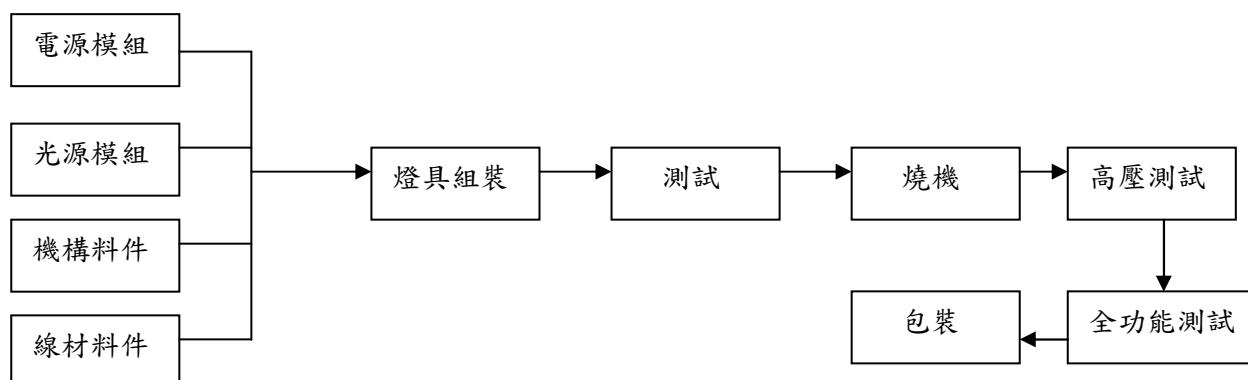 電源模組
光源模組
機構料件
線材料件
燈具組裝
測試
燒機
高壓測試
全功能測試
包裝